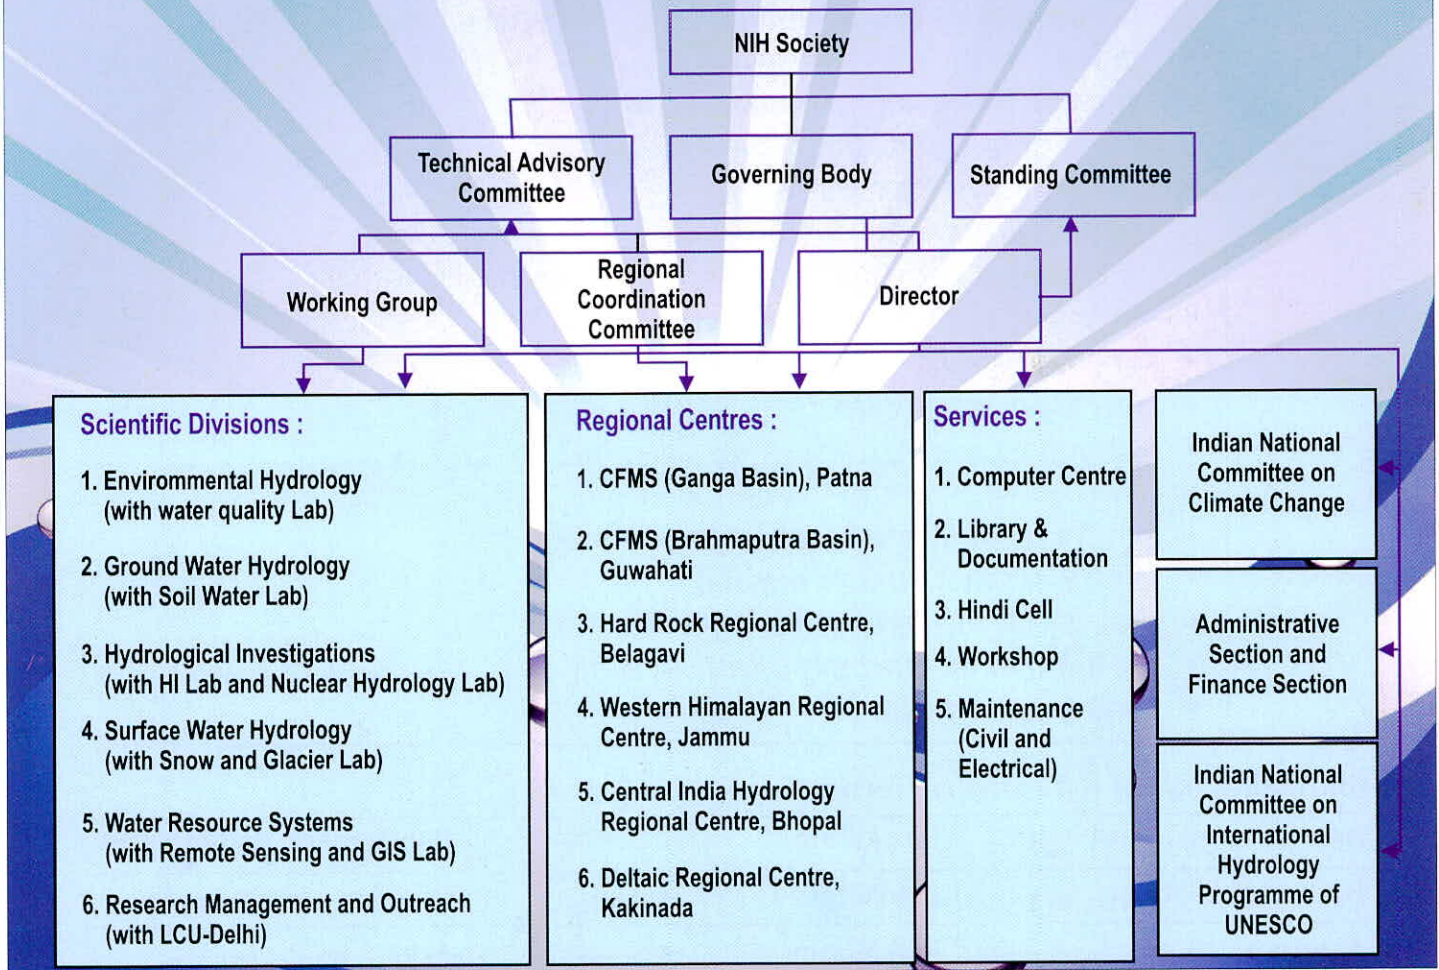 NIH Society
Technical Advisory
Committee
Governing Body
Standing Committee
Working Group
Regional
Coordination
Committee
Director
Scientific Divisions :
1. Envirommental Hydrology
(with water quality Lab)
2. Ground Water Hydrology
(with Soil Water Lab)
3. Hydrological Investigations
(with HI Lab and Nuclear Hydrology Lab)
4. Surface Water Hydrology
(with Snow and Glacier Lab)
5. Water Resource Systems
(with Remote Sensing and GIS Lab)
6. Research Management and Outreach
(with LCU-Delhi)
Regional Centres :
1. CFMS (Ganga Basin), Patna
2. CFMS (Brahmaputra Basin),
Guwahati
3. Hard Rock Regional Centre,
Belagavi
4. Western Himalayan Regional
Centre, Jammu
5. Central India Hydrology
Regional Centre, Bhopal
6. Deltaic Regional Centre,
Kakinada
Services :
1. Computer Centre
2. Library &
Documentation
3. Hindi Cell
4. Workshop
5. Maintenance
(Civil and
Electrical)
Indian National
Committee on
Climate Change
Administrative
Section and
Finance Section
Indian National
Committee on
International
Hydrology
Programme of
UNESCO